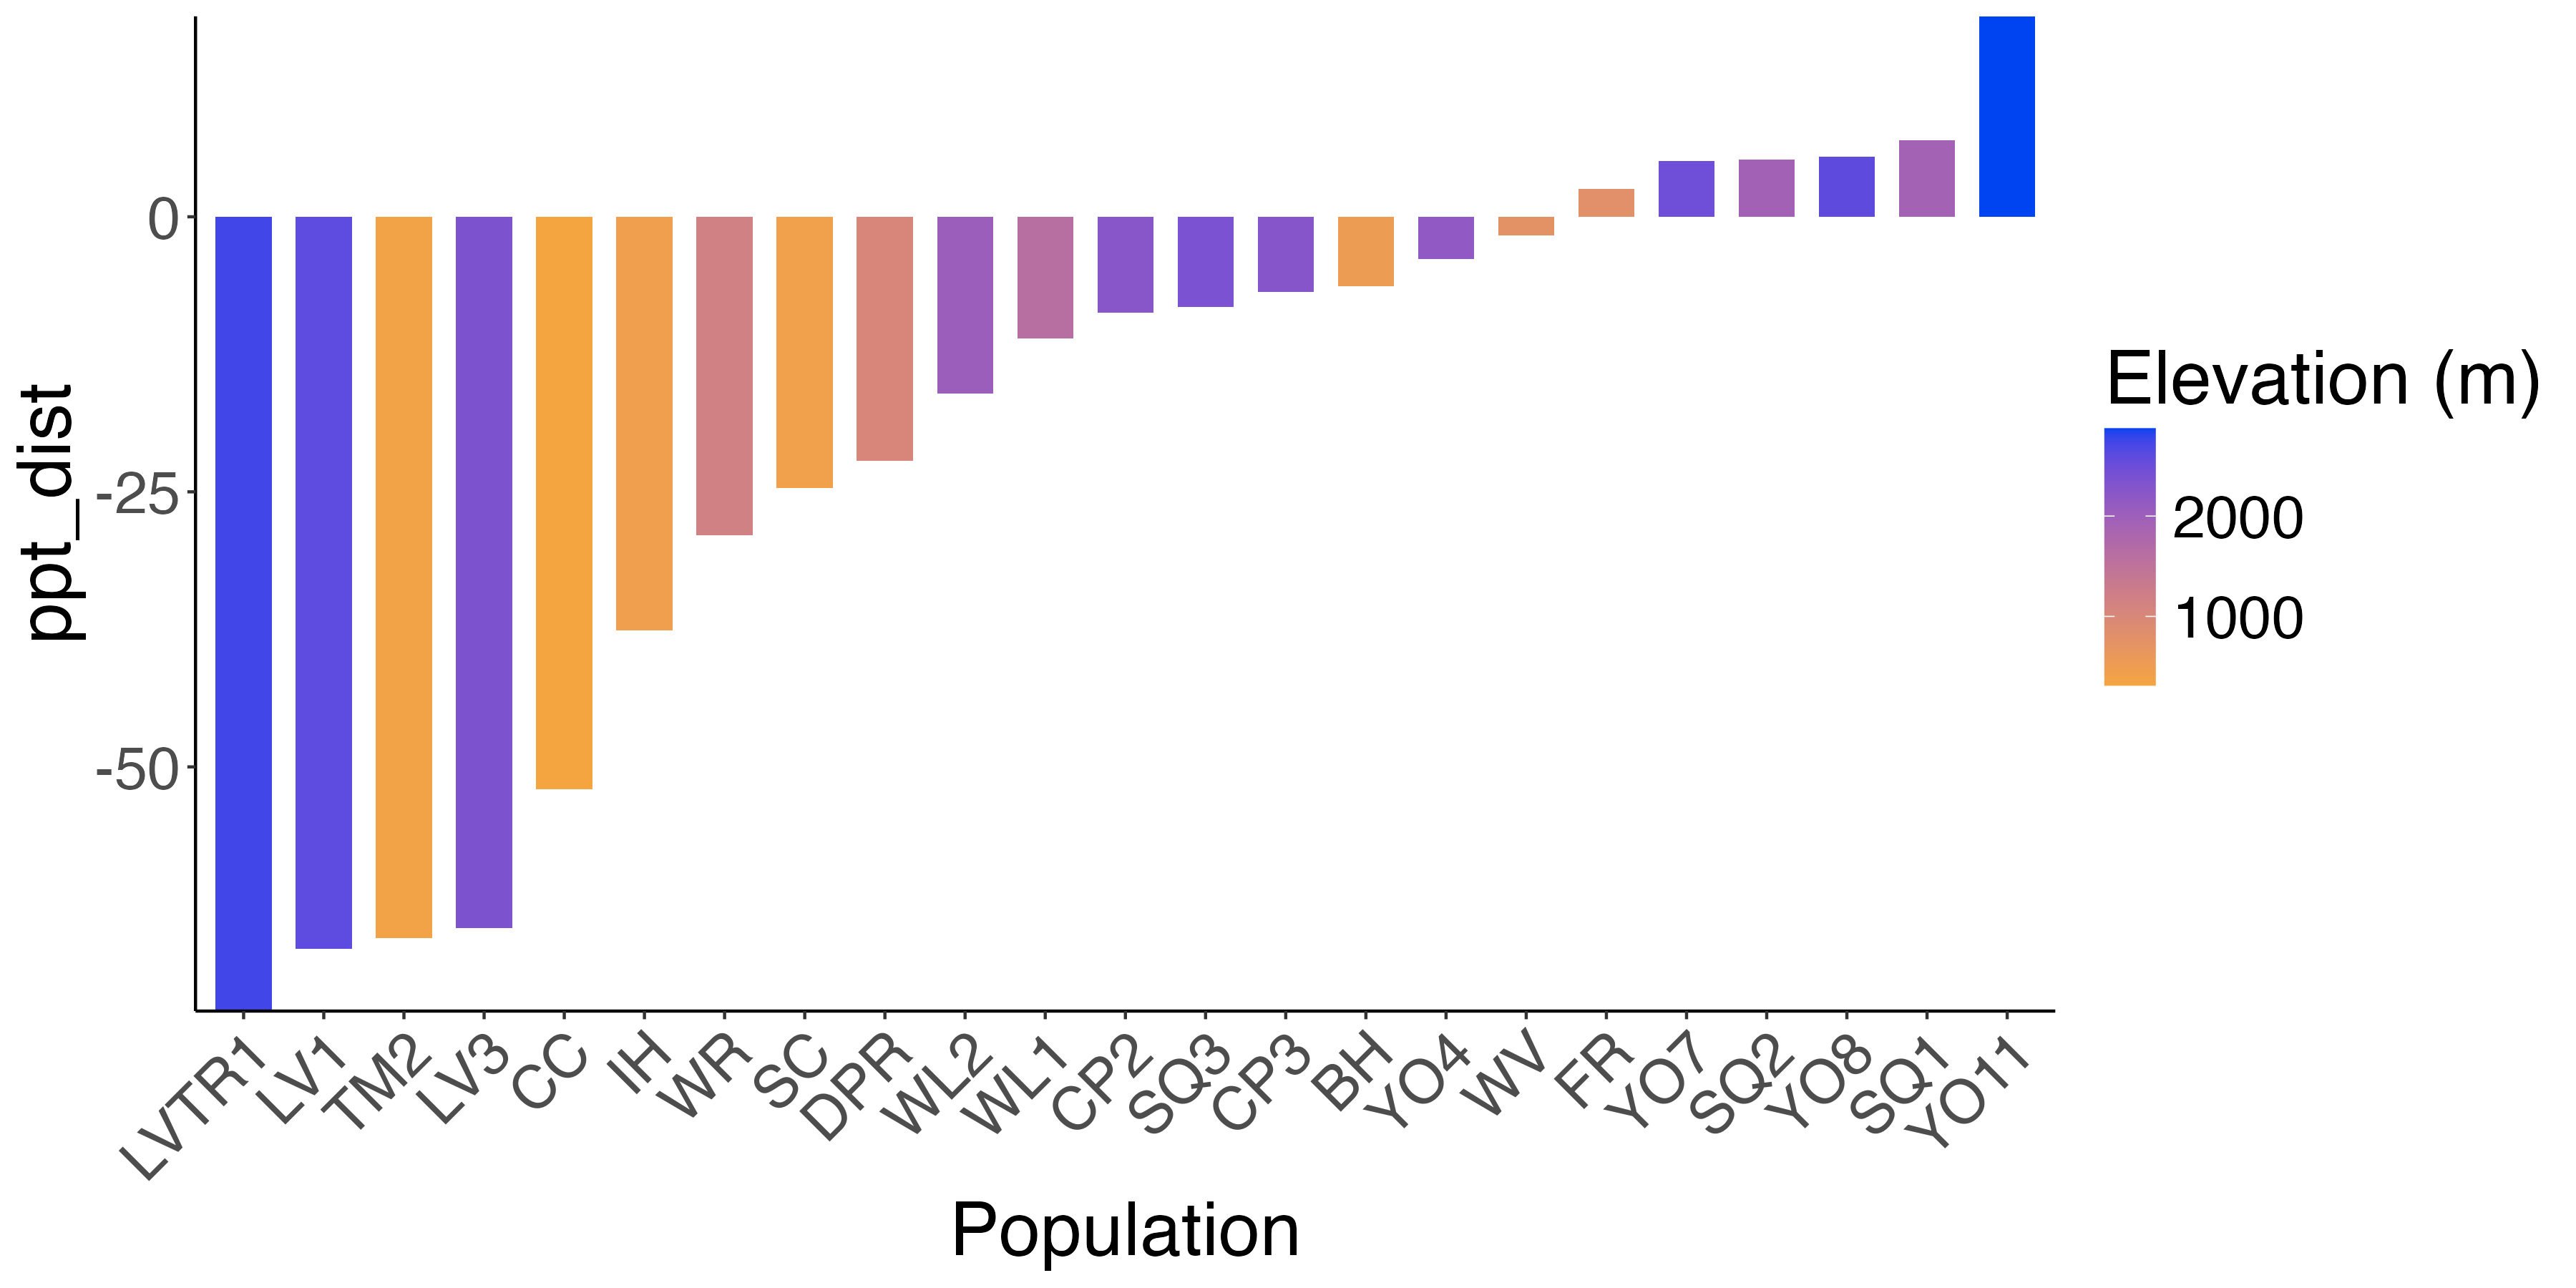 ppt_dist
0
-25
-50
LVTR1
LV1
TM2
LV3
CC
IH
WR
SC
DPR
WL2
WL1
CP2
SQ3
CP3
BH
YO4
WV
FR
YO7
SQ2
YO8
SQ1
YO11
Population
Elevation (m)
2000
1000